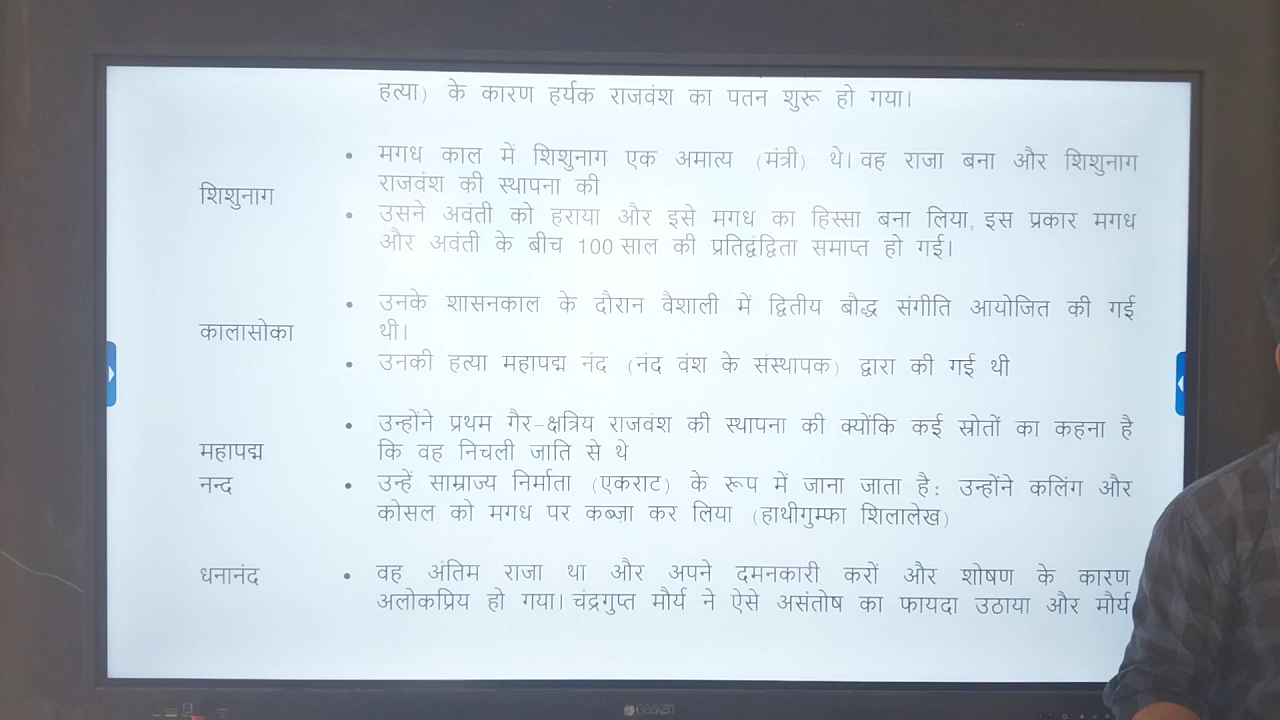 हत्या) के कारण हर्यक राजवंश का पतन शुरू हो गया।
शिशुनाग
• मगध काल में शिशुनाग एक अमात्य (मंत्री) थे। वह राजा बना और शिशुनाग
राजवंश की स्थापना की
• उसने अवंती को हराया और इसे मगध का हिस्सा बना लिया, इस प्रकार मगध
और अवंती के बीच 100 साल की प्रतिद्वंद्विता समाप्त हो गई।
कालासोका
• उनके शासनकाल के दौरान वैशाली में द्वितीय बौद्ध संगीति आयोजित की गई
थी।
• उनकी हत्या महापद्म नंद (नंद वंश के संस्थापक) द्वारा की गई थी
महापद्म
नन्द
• उन्होंने प्रथम गैर-क्षत्रिय राजवंश की स्थापना की क्योंकि कई स्रोतों का कहना है
कि वह निचली जाति से थे
• उन्हें साम्राज्य निर्माता (एकराट) के रूप में जाना जाता है: उन्होंने कलिंग और
कोसल को मगध पर कब्ज़ा कर लिया (हाथीगुम्फा शिलालेख)
धनानंद
• वह अंतिम राजा था और अपने दमनकारी करों और शोषण के कारण
अलोकप्रिय हो गया। चंद्रगुप्त मौर्य ने ऐसे असंतोष का फायदा उठाया और मौर्य